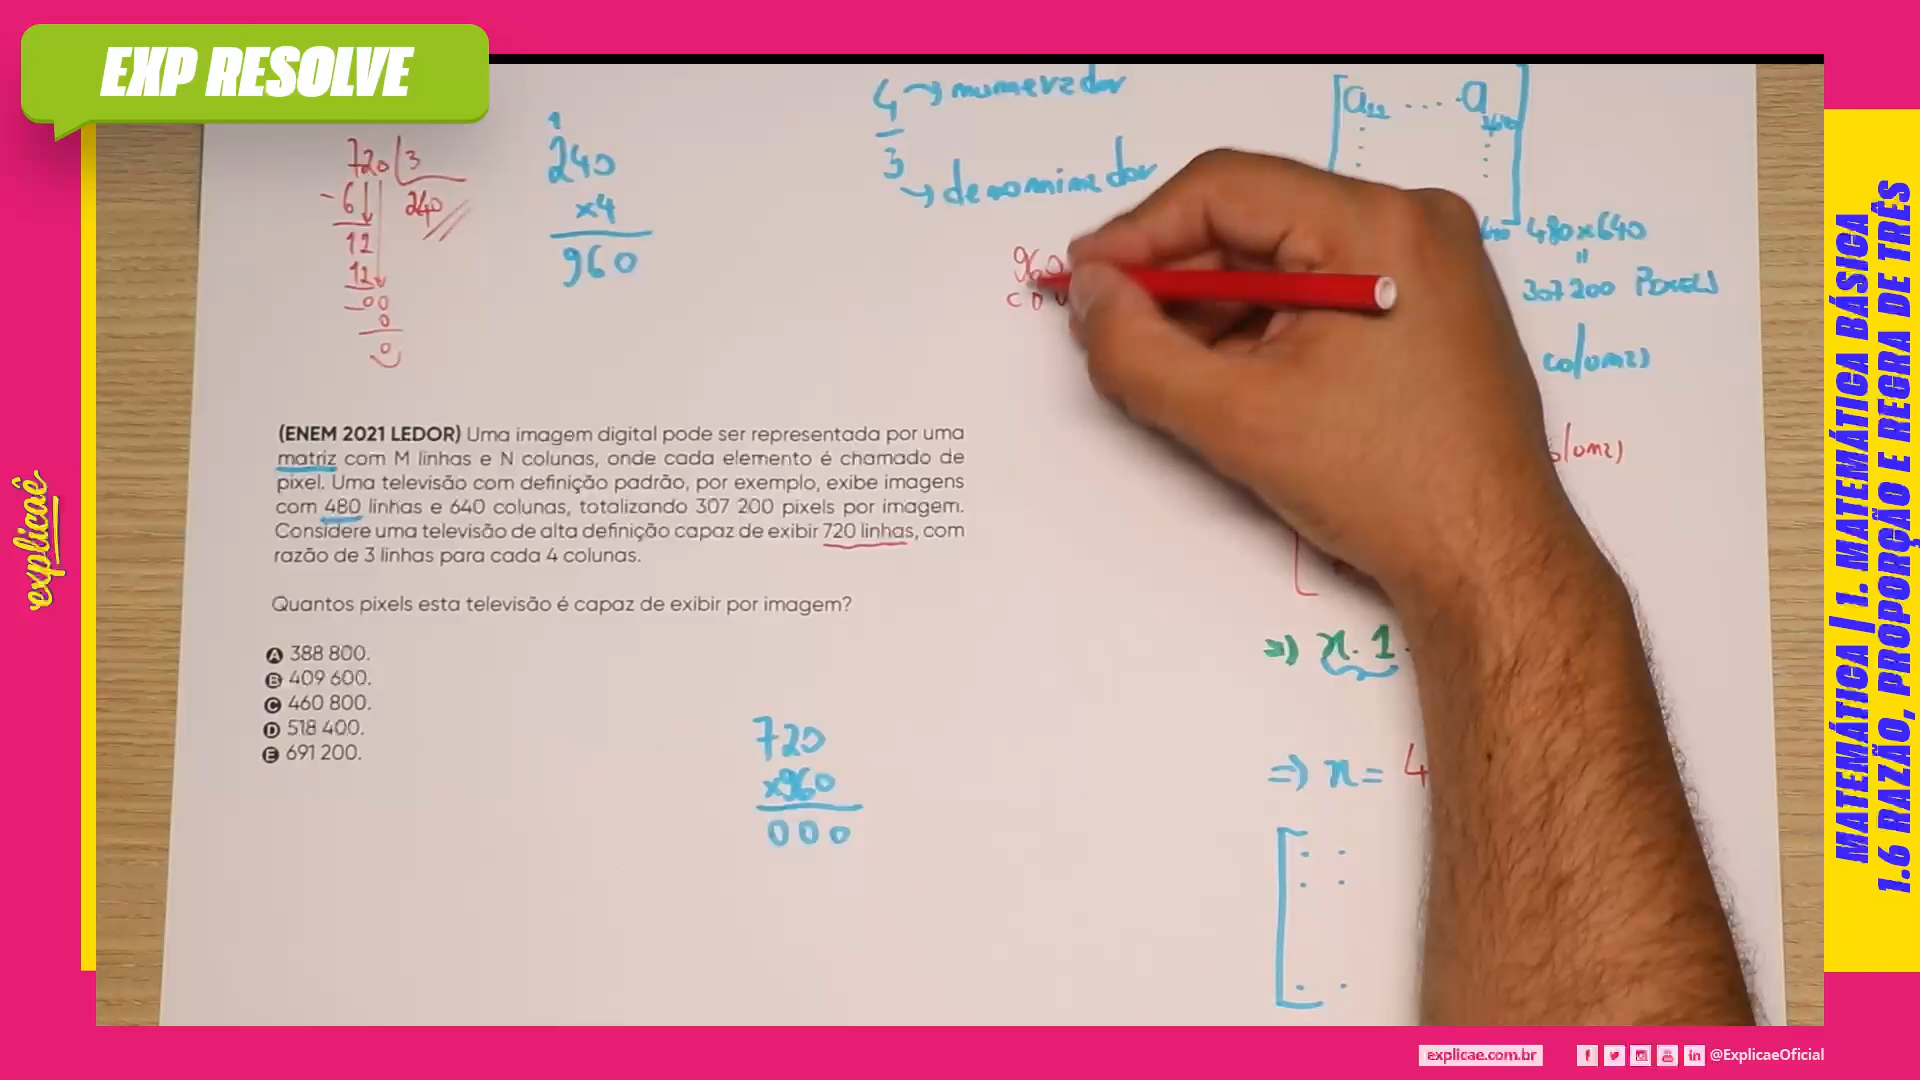 EXP RESOLVE
720 3
- 6 240
12
12
00
0
0
1
240
x4
960
4 → numerador
3
→ denominador
a₁₁ .... a
480x640
=
307 200 PIXELS
960
colunas
(ENEM 2021 LEDOR) Uma imagem digital pode ser representada por uma
matriz com M linhas e N colunas, onde cada elemento é chamado de
pixel. Uma televisão com definição padrão, por exemplo, exibe imagens
com 480 linhas e 640 colunas, totalizando 307 200 pixels por imagem.
Considere uma televisão de alta definição capaz de exibir 720 linhas, com
razão de 3 linhas para cada 4 colunas.
Quantos pixels esta televisão é capaz de exibir por imagem?
A 388 800.
B 409 600.
C 460 800.
D 518 400.
E 691 200.
720
x960
000
⇒ x . 1 .
⇒ x = 4
explicaê
MATEMÁTICA | 1. MATEMÁTICA BÁSICA
1.6 RAZÃO, PROPORÇÃO E REGRA DE TRÊS
explicae.com.br
@ExplicaeOficial